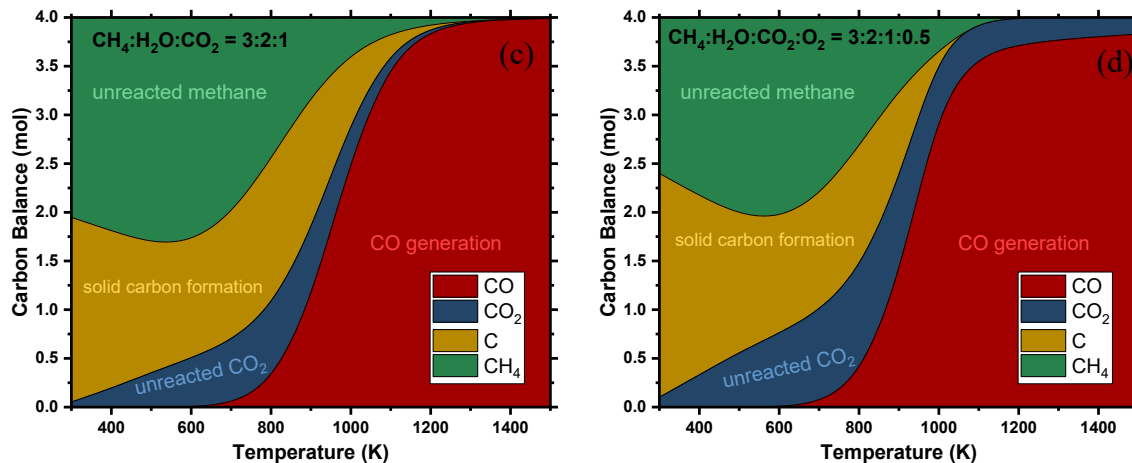 CH₄:H₂O:CO₂ = 3:2:1
(c)
unreacted methane
solid carbon formation
CO generation
unreacted CO₂
CO
CO₂
C
CH₄
Carbon Balance (mol)
4.0
3.5
3.0
2.5
2.0
1.5
1.0
0.5
0.0
400 600 800 1000 1200 1400
Temperature (K)
CH₄:H₂O:CO₂:O₂ = 3:2:1:0.5
(d)
unreacted methane
solid carbon formation
CO generation
unreacted CO₂
CO
CO₂
C
CH₄
Carbon Balance (mol)
4.0
3.5
3.0
2.5
2.0
1.5
1.0
0.5
0.0
400 600 800 1000 1200 1400
Temperature (K)